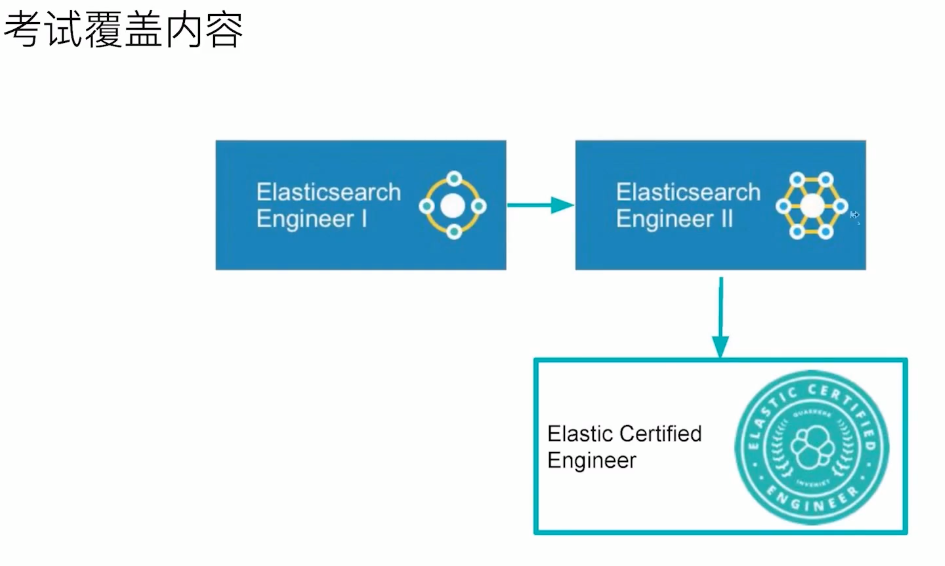 考试覆盖内容
Elasticsearch
Engineer I
Elasticsearch
Engineer II
Elastic Certified
Engineer
ELASTIC CERTIFIED
QUAERERE
INVENIET
ENGINEER